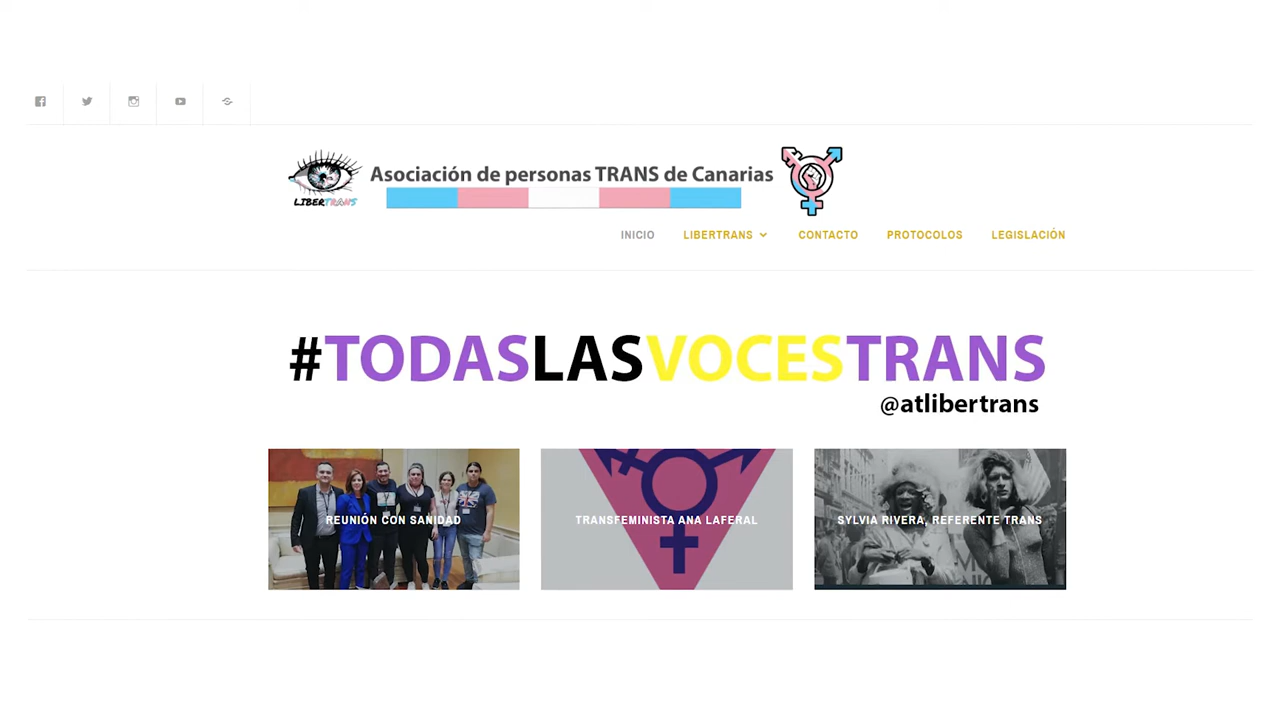 Asociación de personas TRANS de Canarias
LIBERTRANS
INICIO LIBERTRANS CONTACTO PROTOCOLOS LEGISLACIÓN
#TODASLASVOCESTRANS
@atlibertrans
REUNIÓN CON SANIDAD
TRANSFEMINISTA ANA LAFERAL
SYLVIA RIVERA, REFERENTE TRANS